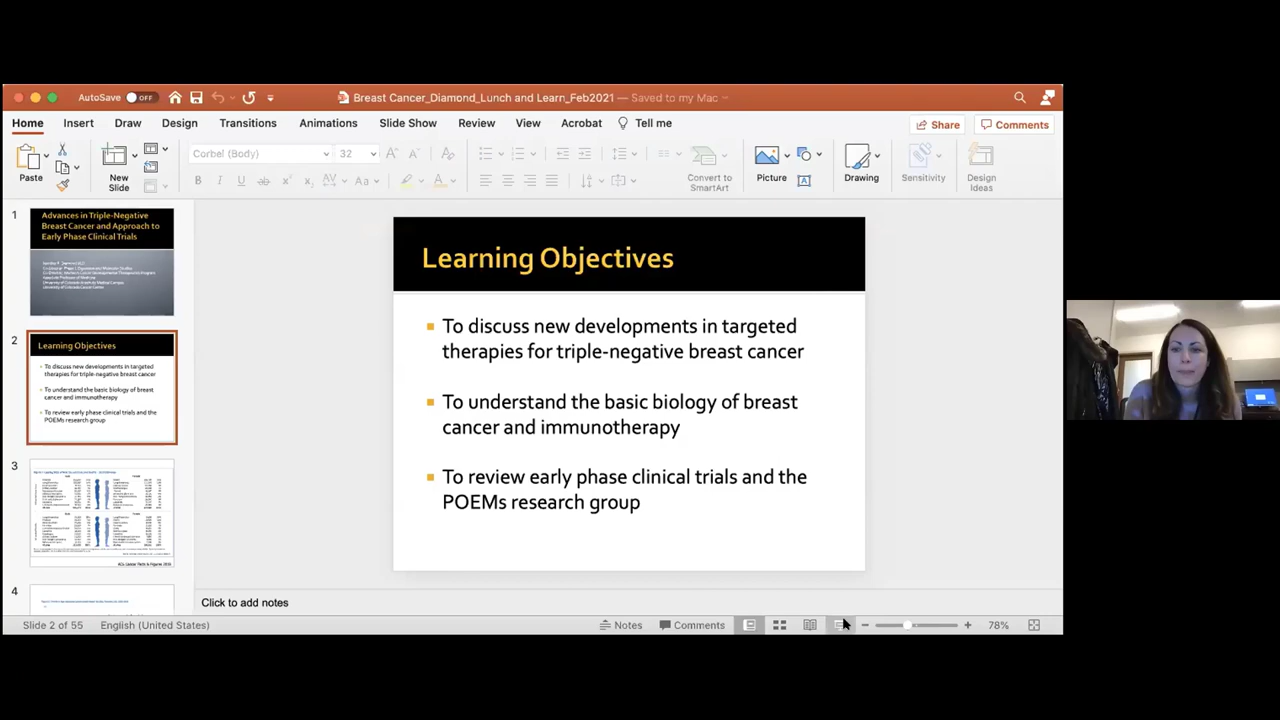 AutoSave OFF
Breast Cancer_Diamond_Lunch and Learn_Feb2021 — Saved to my Mac
Home Insert Draw Design Transitions Animations Slide Show Review View Acrobat Tell me
Share Comments
Paste
New
Slide
Corbel (Body) 32
Convert to
SmartArt
Picture
Drawing
Sensitivity
Design
Ideas
1
Advances in Triple-Negative
Breast Cancer and Approach to
Early Phase Clinical Trials
2
Learning Objectives
To discuss new developments in targeted
therapies for triple-negative breast cancer
To understand the basic biology of breast
cancer and immunotherapy
To review early phase clinical trials and the
POEMs research group
3
4
Learning Objectives
To discuss new developments in targeted
therapies for triple-negative breast cancer
To understand the basic biology of breast
cancer and immunotherapy
To review early phase clinical trials and the
POEMs research group
Click to add notes
Slide 2 of 55 English (United States) Notes Comments 78%